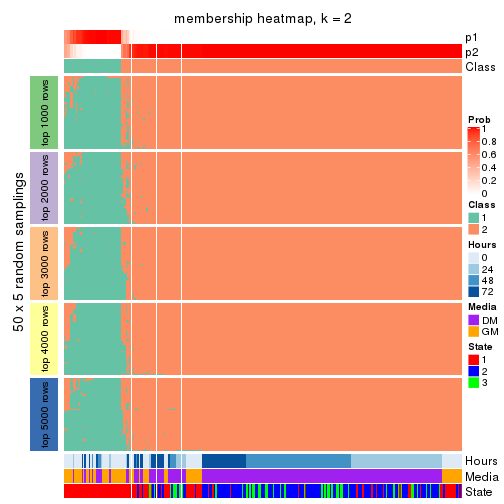 membership heatmap, k = 2
p1
p2
Class
50 x 5 random samplings
top 1000 rows
top 2000 rows
top 3000 rows
top 4000 rows
top 5000 rows
Hours
Media
State
Prob
1
0.8
0.6
0.4
0.2
0
Class
1
2
Hours
0
24
48
72
Media
DM
GM
State
1
2
3